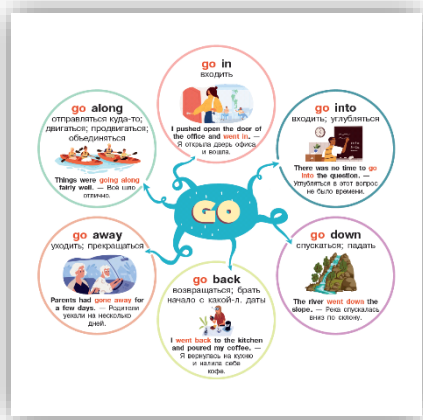 go in
входить
I pushed open the door of
the office and went in. —
Я открыла дверь офиса
и вошла.
go along
отправляться куда-то;
двигаться; продвигаться;
объединяться
Things were going along
fairly well. — Всё шло
отлично.
go into
входить; углубляться
There was no time to go
into the question. —
Углубляться в этот вопрос
не было времени.
GO
go away
уходить; прекращаться
Parents had gone away for
a few days. — Родители
уехали на несколько
дней.
go down
спускаться; падать
The river went down the
slope. — Река спускалась
вниз по склону.
go back
возвращаться; брать
начало с какой-л. даты
I went back to the kitchen
and poured my coffee. —
Я вернулась на кухню
и налила себе
кофе.